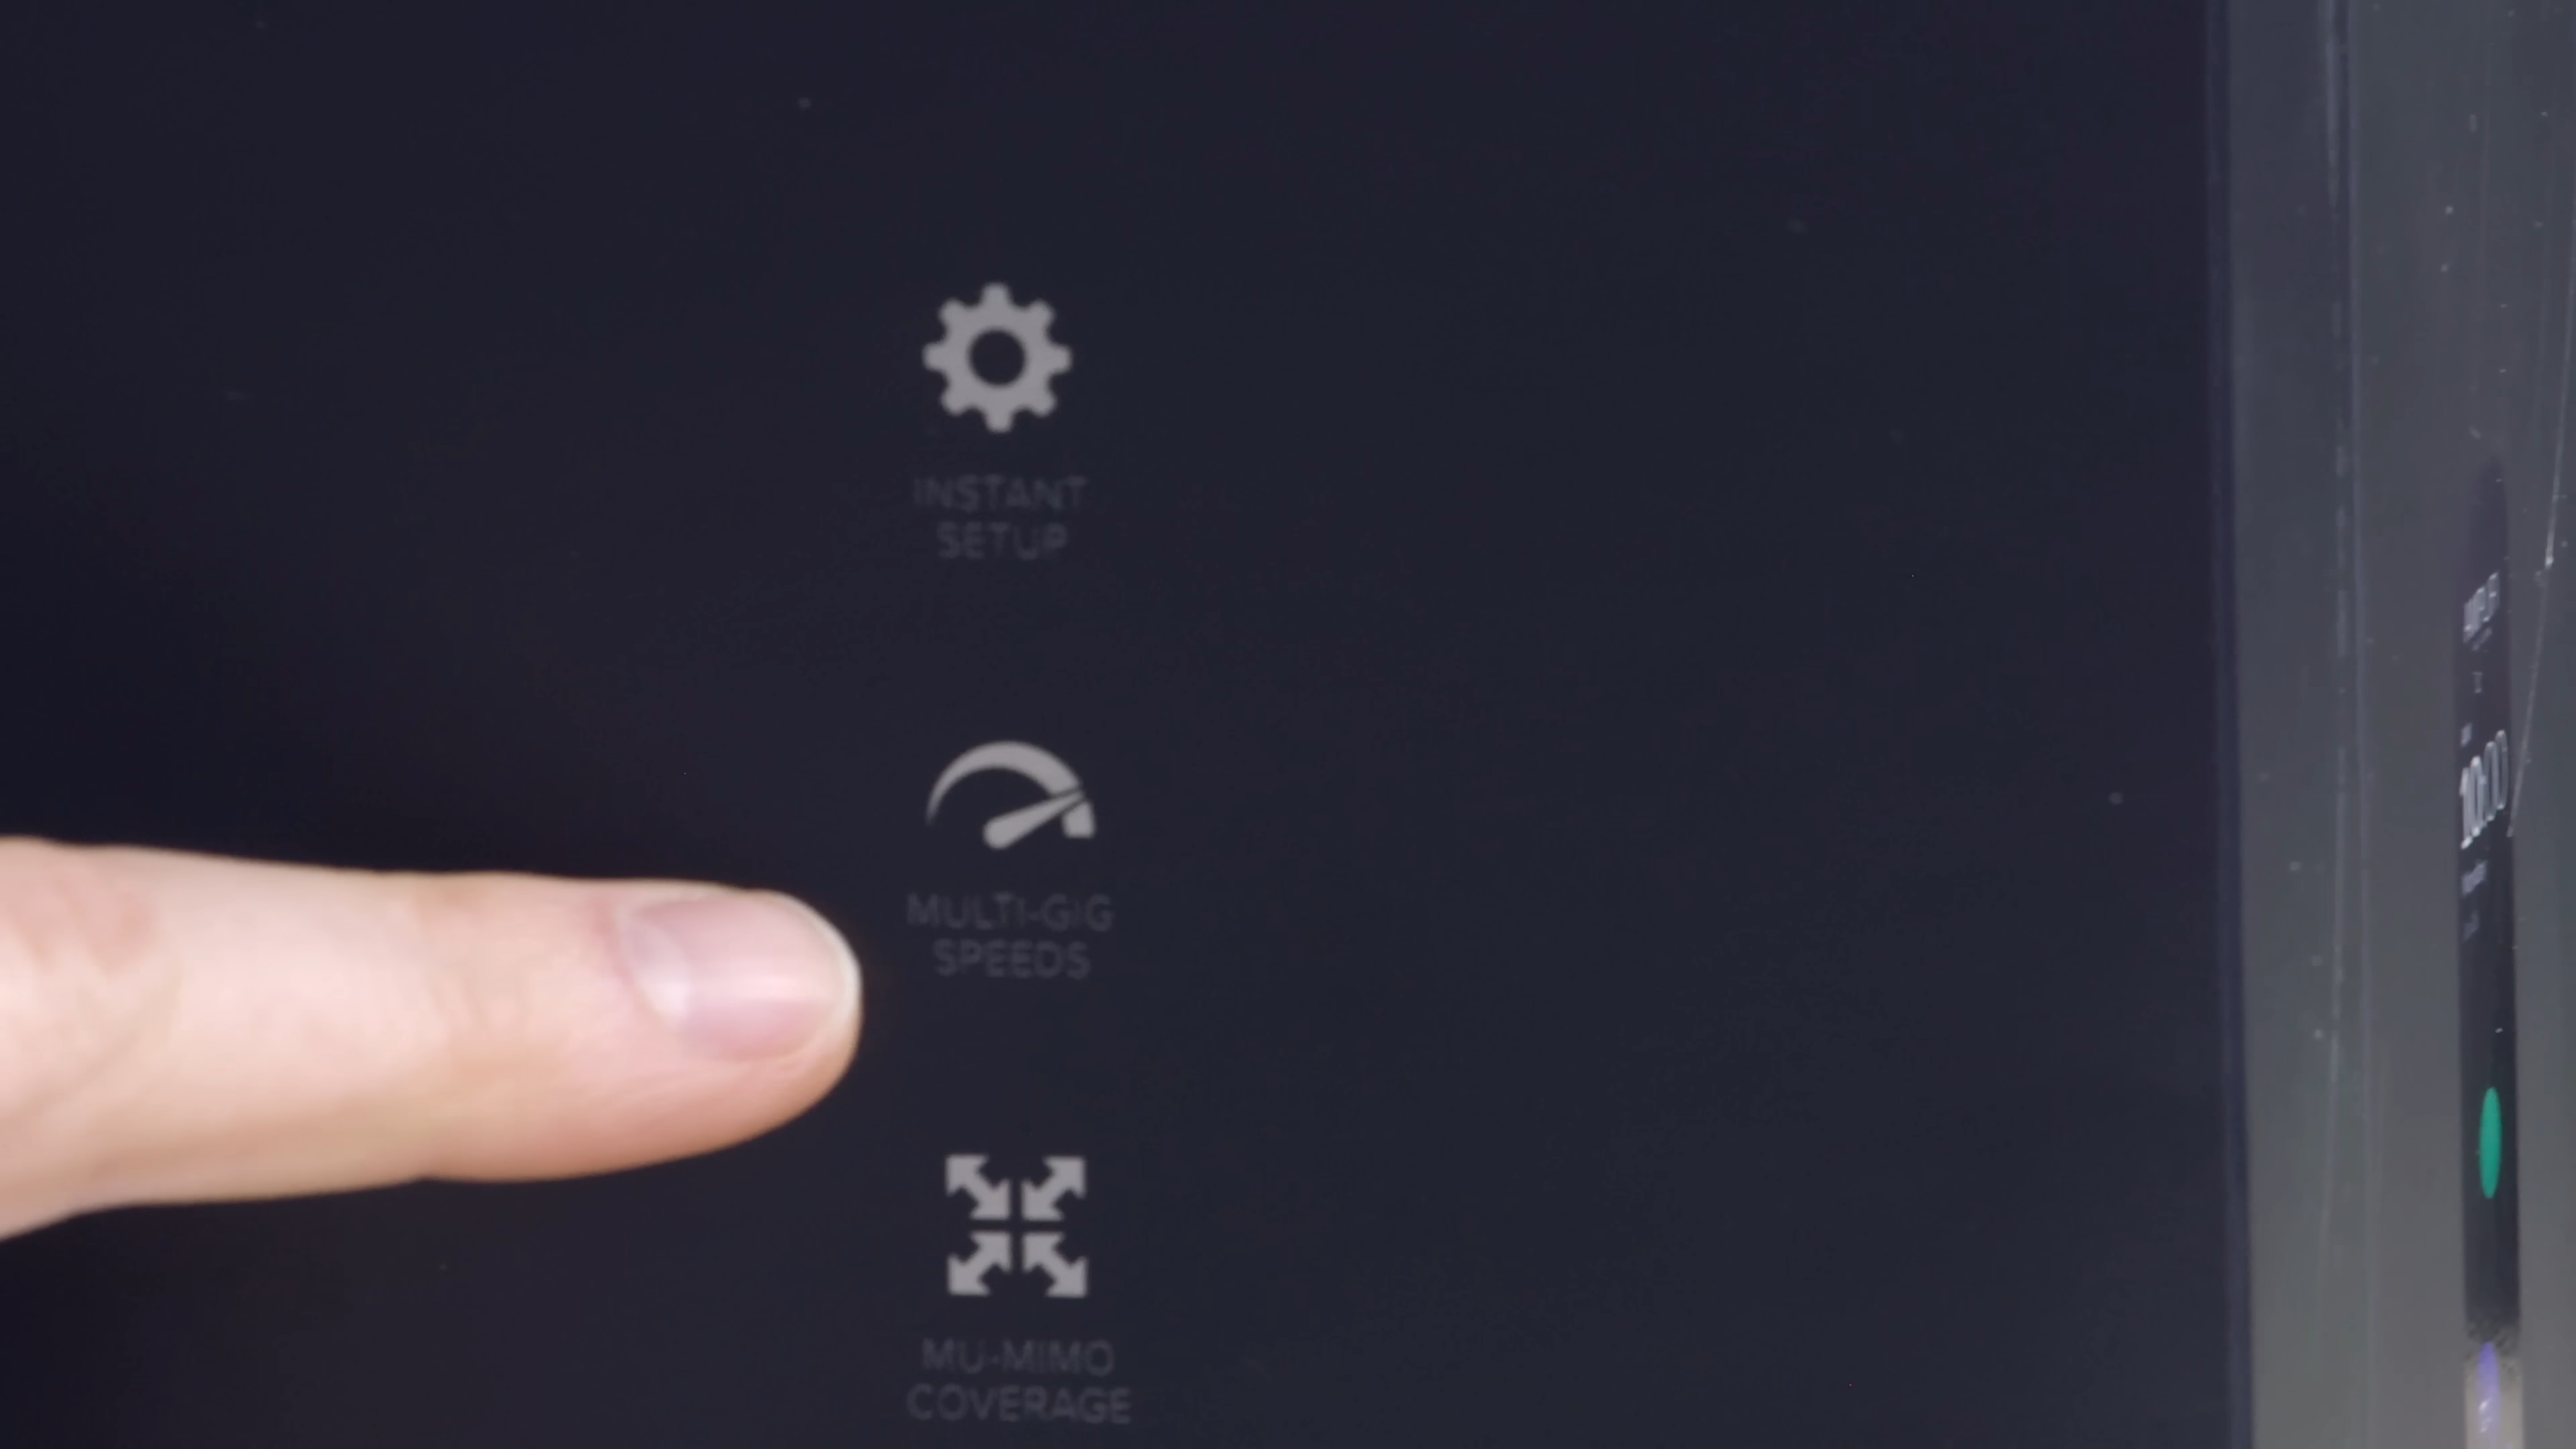 INSTANT
SETUP
MULTI-GIG
SPEEDS
MU-MIMO
COVERAGE